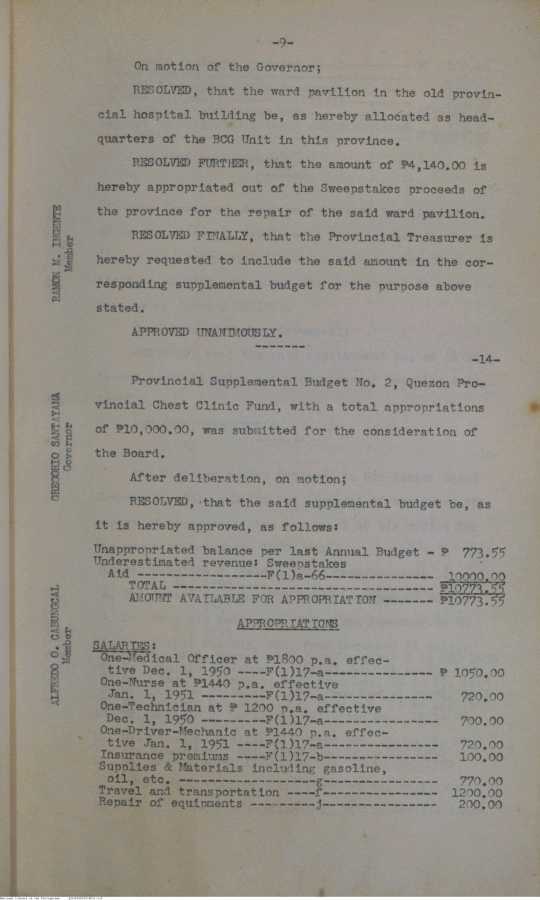 -9-
On motion of the Governor;
RESOLVED, that the ward pavilion in the old provin-
cial hospital building be, as hereby allocated as head-
quarters of the BCG Unit in this province.
RESOLVED FURTHER, that the amount of ₱4,140.00 is
hereby appropriated out of the Sweepstakes proceeds of
the province for the repair of the said ward pavilion.
RESOLVED FINALLY, that the Provincial Treasurer is
hereby requested to include the said amount in the cor-
responding supplemental budget for the purpose above
stated.
APPROVED UNANIMOUSLY.
-------
-14-
Provincial Supplemental Budget No. 2, Quezon Pro-
vincial Chest Clinic Fund, with a total appropriations
of ₱10,000.00, was submitted for the consideration of
the Board.
After deliberation, on motion;
RESOLVED, that the said supplemental budget be, as
it is hereby approved, as follows:
Unappropriated balance per last Annual Budget - ₱ 773.55
Underestimated revenue: Sweepstakes
Aid ------------------F(1)a-66--------------- 10000.00
TOTAL ------------------------------------ ₱10773.55
AMOUNT AVAILABLE FOR APPROPRIATION ------- ₱10773.55
APPROPRIATIONS
SALARIES:
One-Medical Officer at ₱1800 p.a. effec-
tive Dec. 1, 1950 ----F(1)17-a--------------- ₱ 1050.00
One-Nurse at ₱1440 p.a. effective
Jan. 1, 1951 ---------F(1)17-a--------------- 720.00
One-Technician at ₱ 1200 p.a. effective
Dec. 1, 1950 ---------F(1)17-a---------------- 700.00
One-Driver-Mechanic at ₱1440 p.a. effec-
tive Jan. 1, 1951 ----F(1)17-a---------------- 720.00
Insurance premiums ----F(1)17-b---------------- 100.00
Supplies & Materials including gasoline,
oil, etc. -------------------g---------------- 770.00
Travel and transportation ----f---------------- 1200.00
Repair of equipments ---------j---------------- 200.00
RAMON M. INGENTE
Member
GREGORIO SANTAYANA
Governor
ALFREDO O. CABUNGCAL
Member